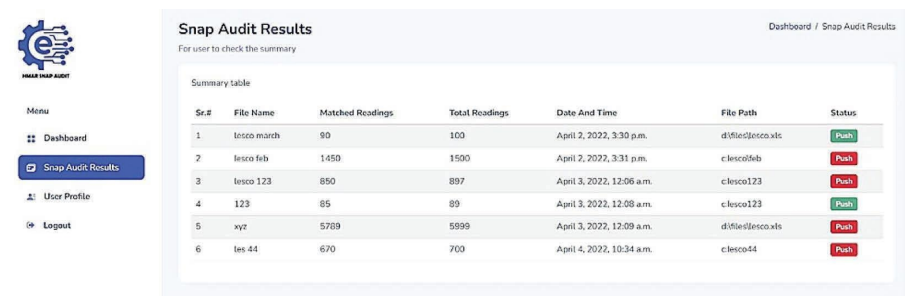 HMAR SNAP AUDIT
Menu
Dashboard
Snap Audit Results
User Profile
Logout
Snap Audit Results
Dashboard / Snap Audit Results
For user to check the summary
Summary table
Sr.# File Name Matched Readings Total Readings Date And Time File Path Status
1 lesco march 90 100 April 2, 2022, 3:30 p.m. d:\files\lesco.xls Push
2 lesco feb 1450 1500 April 2, 2022, 3:31 p.m. c:lesco\feb Push
3 lesco 123 850 897 April 3, 2022, 12:06 a.m. c:lesco123 Push
4 123 85 89 April 3, 2022, 12:08 a.m. c:lesco123 Push
5 xyz 5789 5999 April 3, 2022, 12:09 a.m. d:\files\lesco.xls Push
6 les 44 670 700 April 4, 2022, 10:34 a.m. c:lesco44 Push